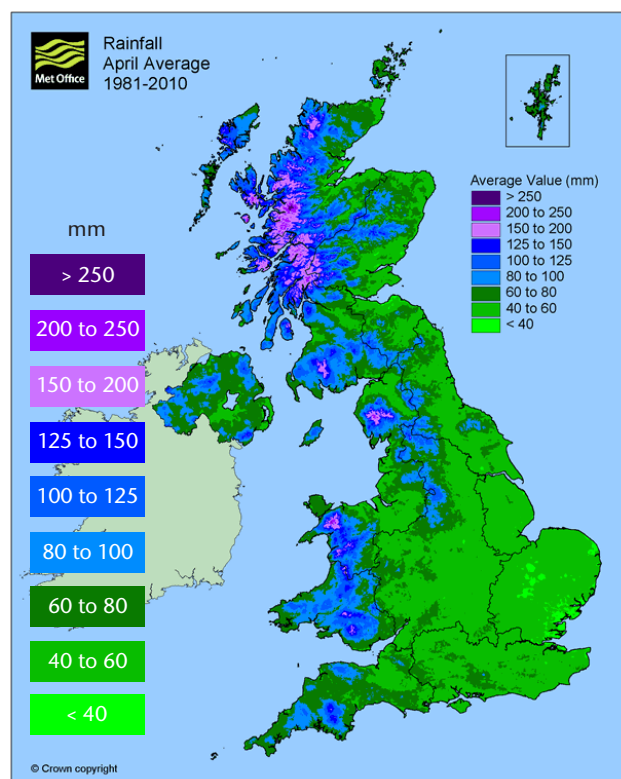 Met Office
Rainfall
April Average
1981-2010
Average Value (mm)
> 250
200 to 250
150 to 200
125 to 150
100 to 125
80 to 100
60 to 80
40 to 60
< 40
mm
> 250
200 to 250
150 to 200
125 to 150
100 to 125
80 to 100
60 to 80
40 to 60
< 40
© Crown copyright